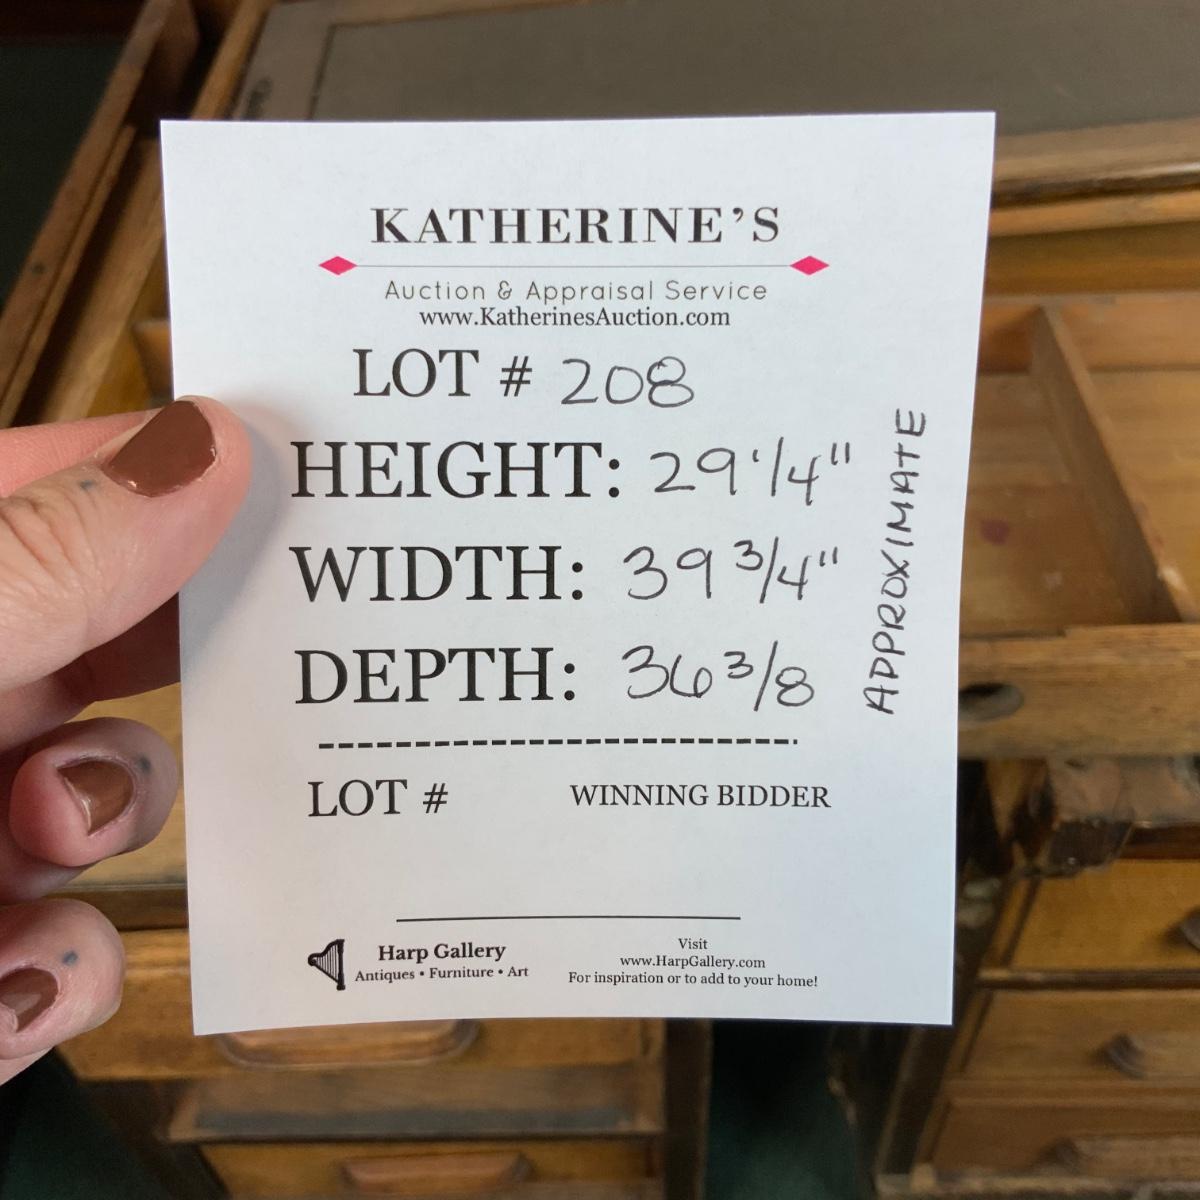 KATHERINE'S
Auction & Appraisal Service
www.KatherinesAuction.com
LOT # 208
HEIGHT: 29 1/4"
WIDTH: 39 3/4"
DEPTH: 36 3/8
APPROXIMATE
LOT # WINNING BIDDER
Harp Gallery
Antiques • Furniture • Art
Visit
www.HarpGallery.com
For inspiration or to add to your home!